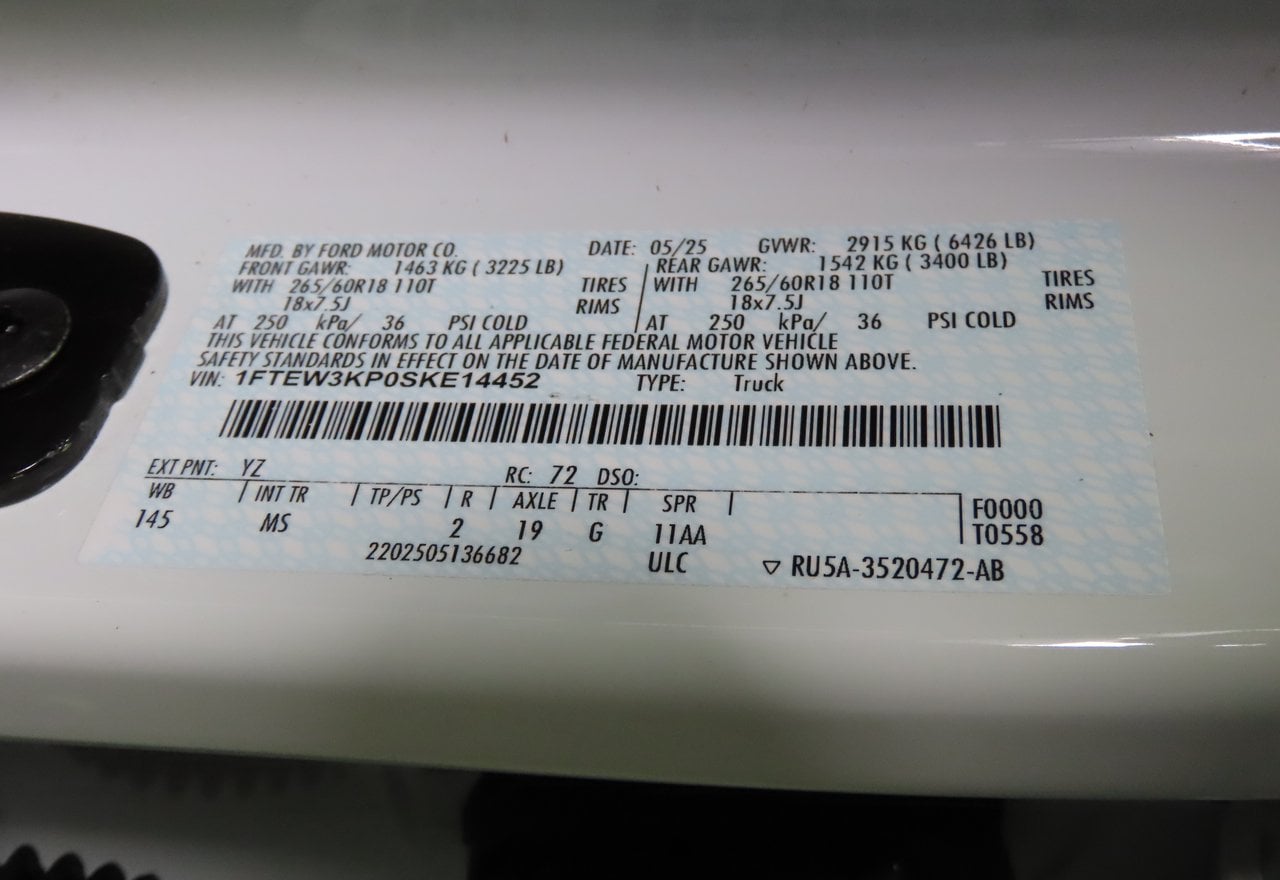 MFD. BY FORD MOTOR CO. DATE: 05/25 GVWR: 2915 KG ( 6426 LB)
FRONT GAWR: 1463 KG ( 3225 LB) REAR GAWR: 1542 KG ( 3400 LB)
WITH 265/60R18 110T TIRES WITH 265/60R18 110T TIRES
18x7.5J RIMS 18x7.5J RIMS
AT 250 kPa/ 36 PSI COLD AT 250 kPa/ 36 PSI COLD
THIS VEHICLE CONFORMS TO ALL APPLICABLE FEDERAL MOTOR VEHICLE
SAFETY STANDARDS IN EFFECT ON THE DATE OF MANUFACTURE SHOWN ABOVE.
VIN: 1FTEW3KP0SKE14452 TYPE: Truck
EXT PNT: YZ RC: 72 DSO:
WB INT TR TP/PS R AXLE TR SPR F0000
145 MS 2 19 G 11AA T0558
2202505136682 ULC ▽ RU5A-3520472-AB